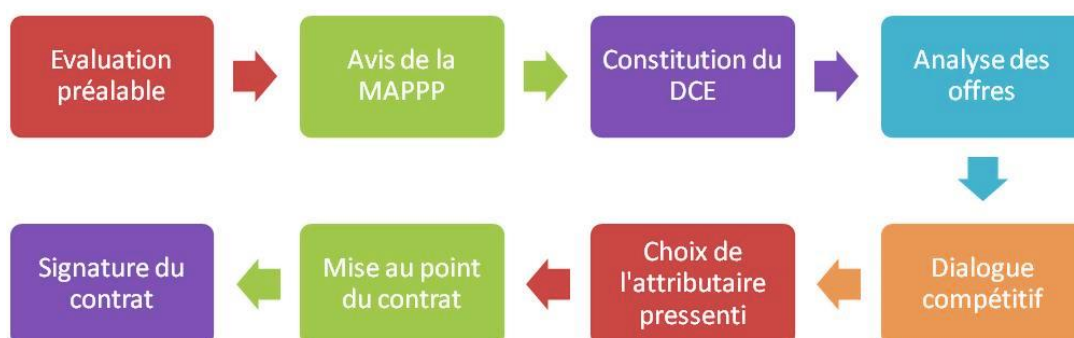 Evaluation
préalable
Avis de la
MAPPP
Constitution du
DCE
Analyse des
offres
Dialogue
compétitif
Choix de
l'attributaire
pressenti
Mise au point
du contrat
Signature du
contrat